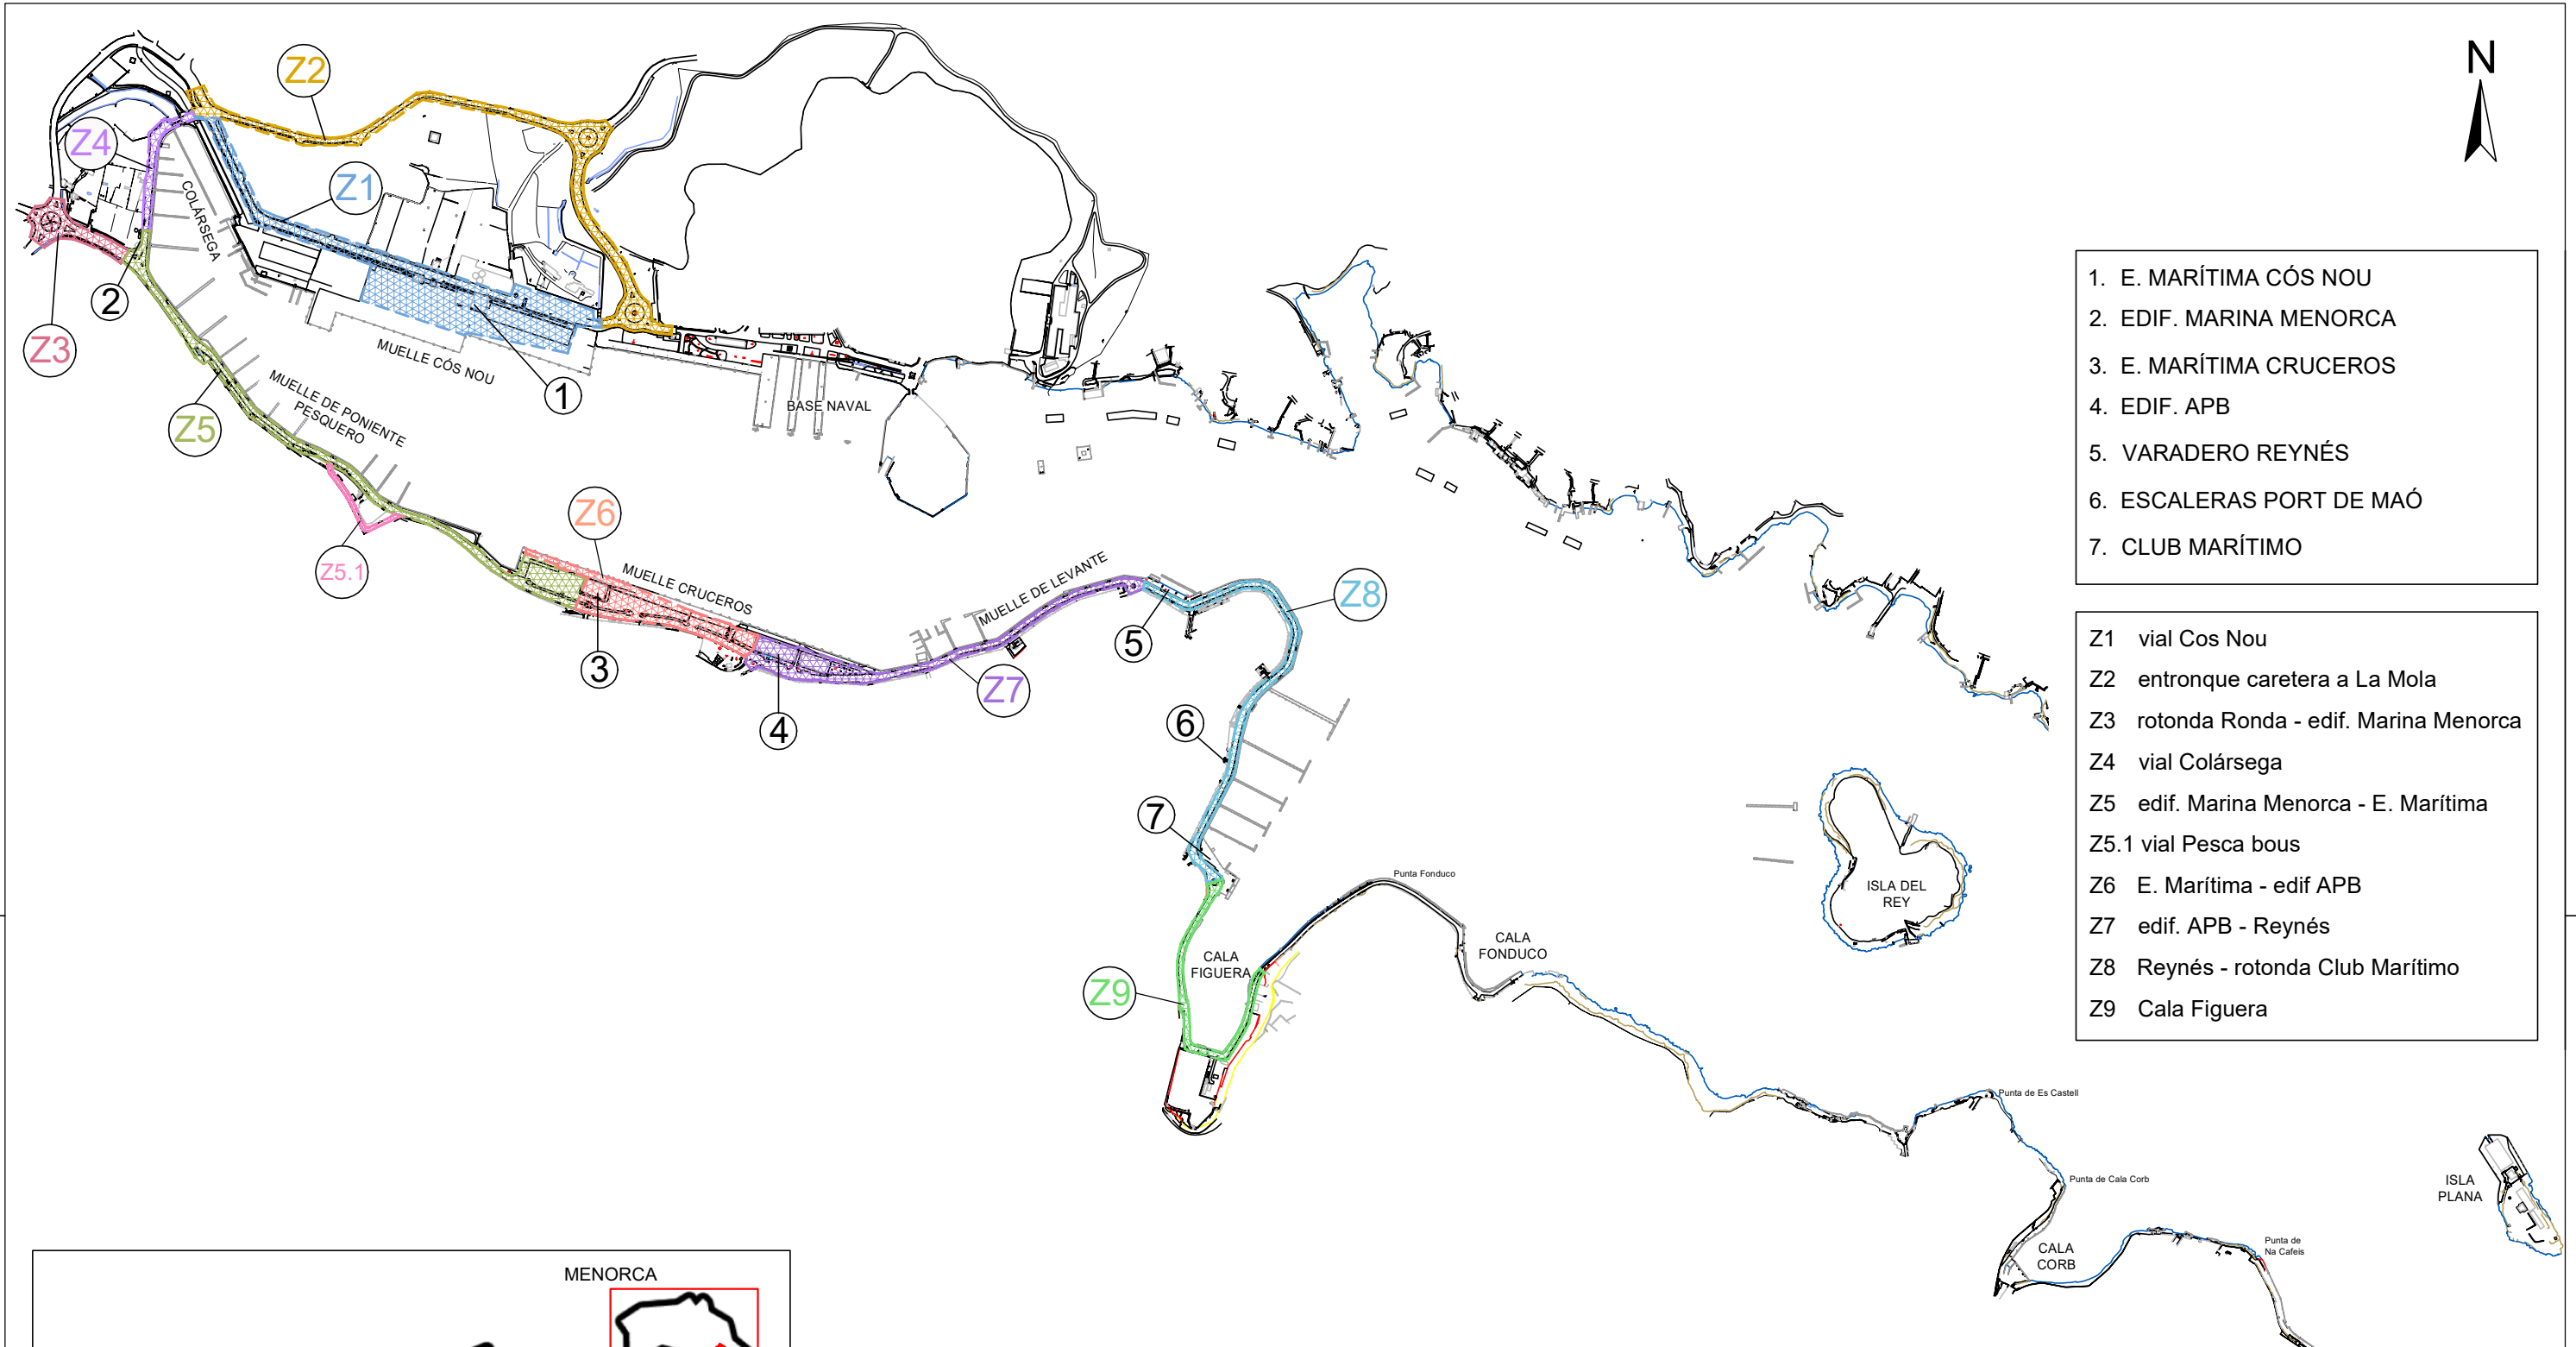 N
Z2
Z4
Z1
COLÁRSEGA
2
Z3
MUELLE CÓS NOU
1
BASE NAVAL
MUELLE DE PONIENTE
PESQUERO
Z5
Z5.1
Z6
MUELLE CRUCEROS
3
4
MUELLE DE LEVANTE
Z7
5
Z8
6
7
Z9
CALA
FIGUERA
Punta Fonduco
CALA
FONDUCO
ISLA DEL
REY
Punta de Es Castell
Punta de Cala Corb
CALA
CORB
Punta de
Na Cafeis
ISLA
PLANA
1. E. MARÍTIMA CÓS NOU
2. EDIF. MARINA MENORCA
3. E. MARÍTIMA CRUCEROS
4. EDIF. APB
5. VARADERO REYNÉS
6. ESCALERAS PORT DE MAÓ
7. CLUB MARÍTIMO
Z1 vial Cos Nou
Z2 entronque caretera a La Mola
Z3 rotonda Ronda - edif. Marina Menorca
Z4 vial Colársega
Z5 edif. Marina Menorca - E. Marítima
Z5.1 vial Pesca bous
Z6 E. Marítima - edif APB
Z7 edif. APB - Reynés
Z8 Reynés - rotonda Club Marítimo
Z9 Cala Figuera
MENORCA